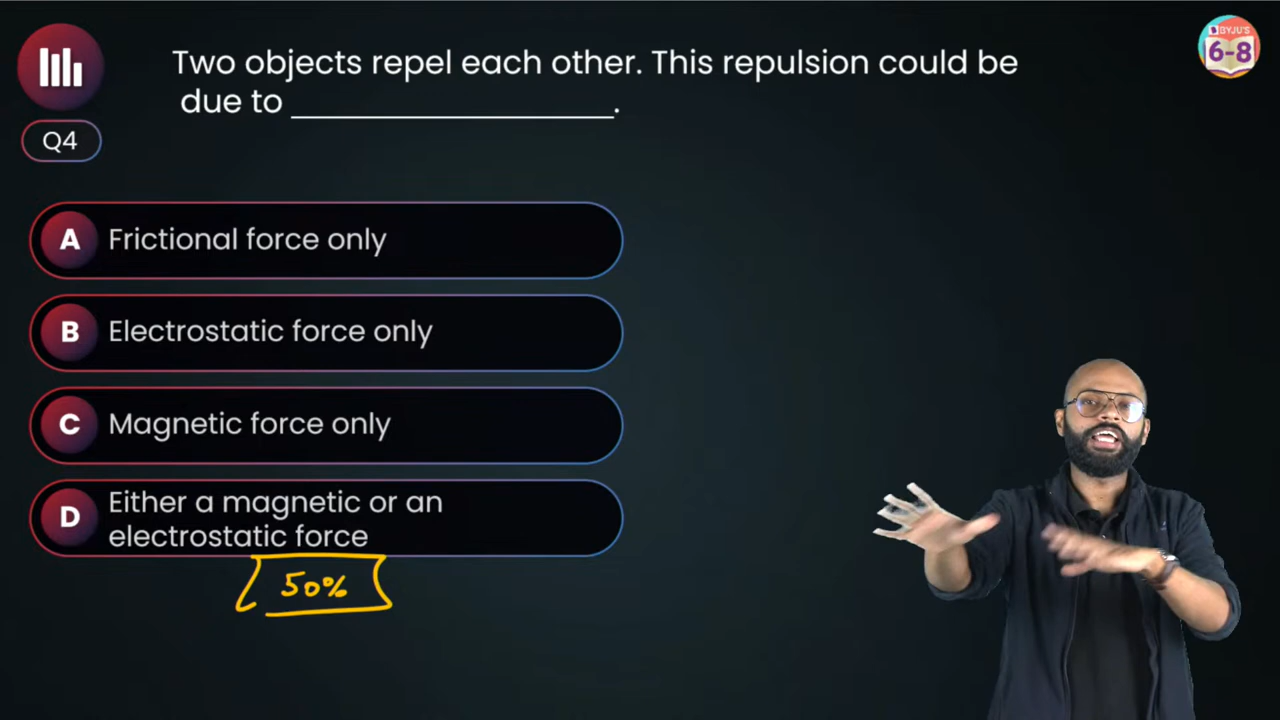 Two objects repel each other. This repulsion could be
due to ____________________.
BYJU'S
6-8
Q4
A Frictional force only
B Electrostatic force only
C Magnetic force only
D Either a magnetic or an
electrostatic force
50%